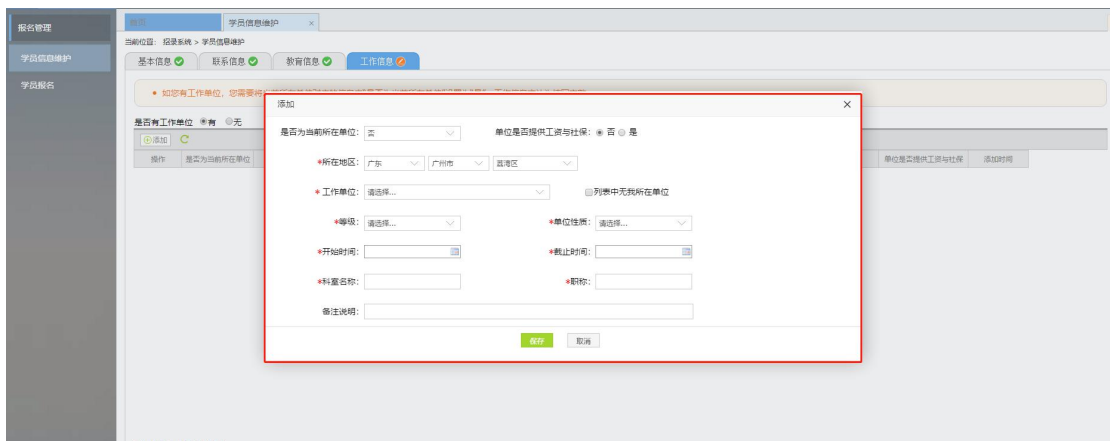 报名管理
学员信息维护
学员报名
首页 学员信息维护 ×
当前位置：招录系统 > 学员信息维护
基本信息 联系信息 教育信息 工作信息
• 如您有工作单位，您需要将
是否有工作单位 有 无
添加
操作 是否为当前所在单位 单位是否提供工资与社保 添加时间
添加 ×
是否为当前所在单位： 否 单位是否提供工资与社保： 否 是
*所在地区： 广东 广州市 荔湾区
* 工作单位： 请选择... 列表中无我所在单位
*等级： 请选择... *单位性质： 请选择...
*开始时间： *截止时间：
*科室名称： *职称：
备注说明：
保存 取消